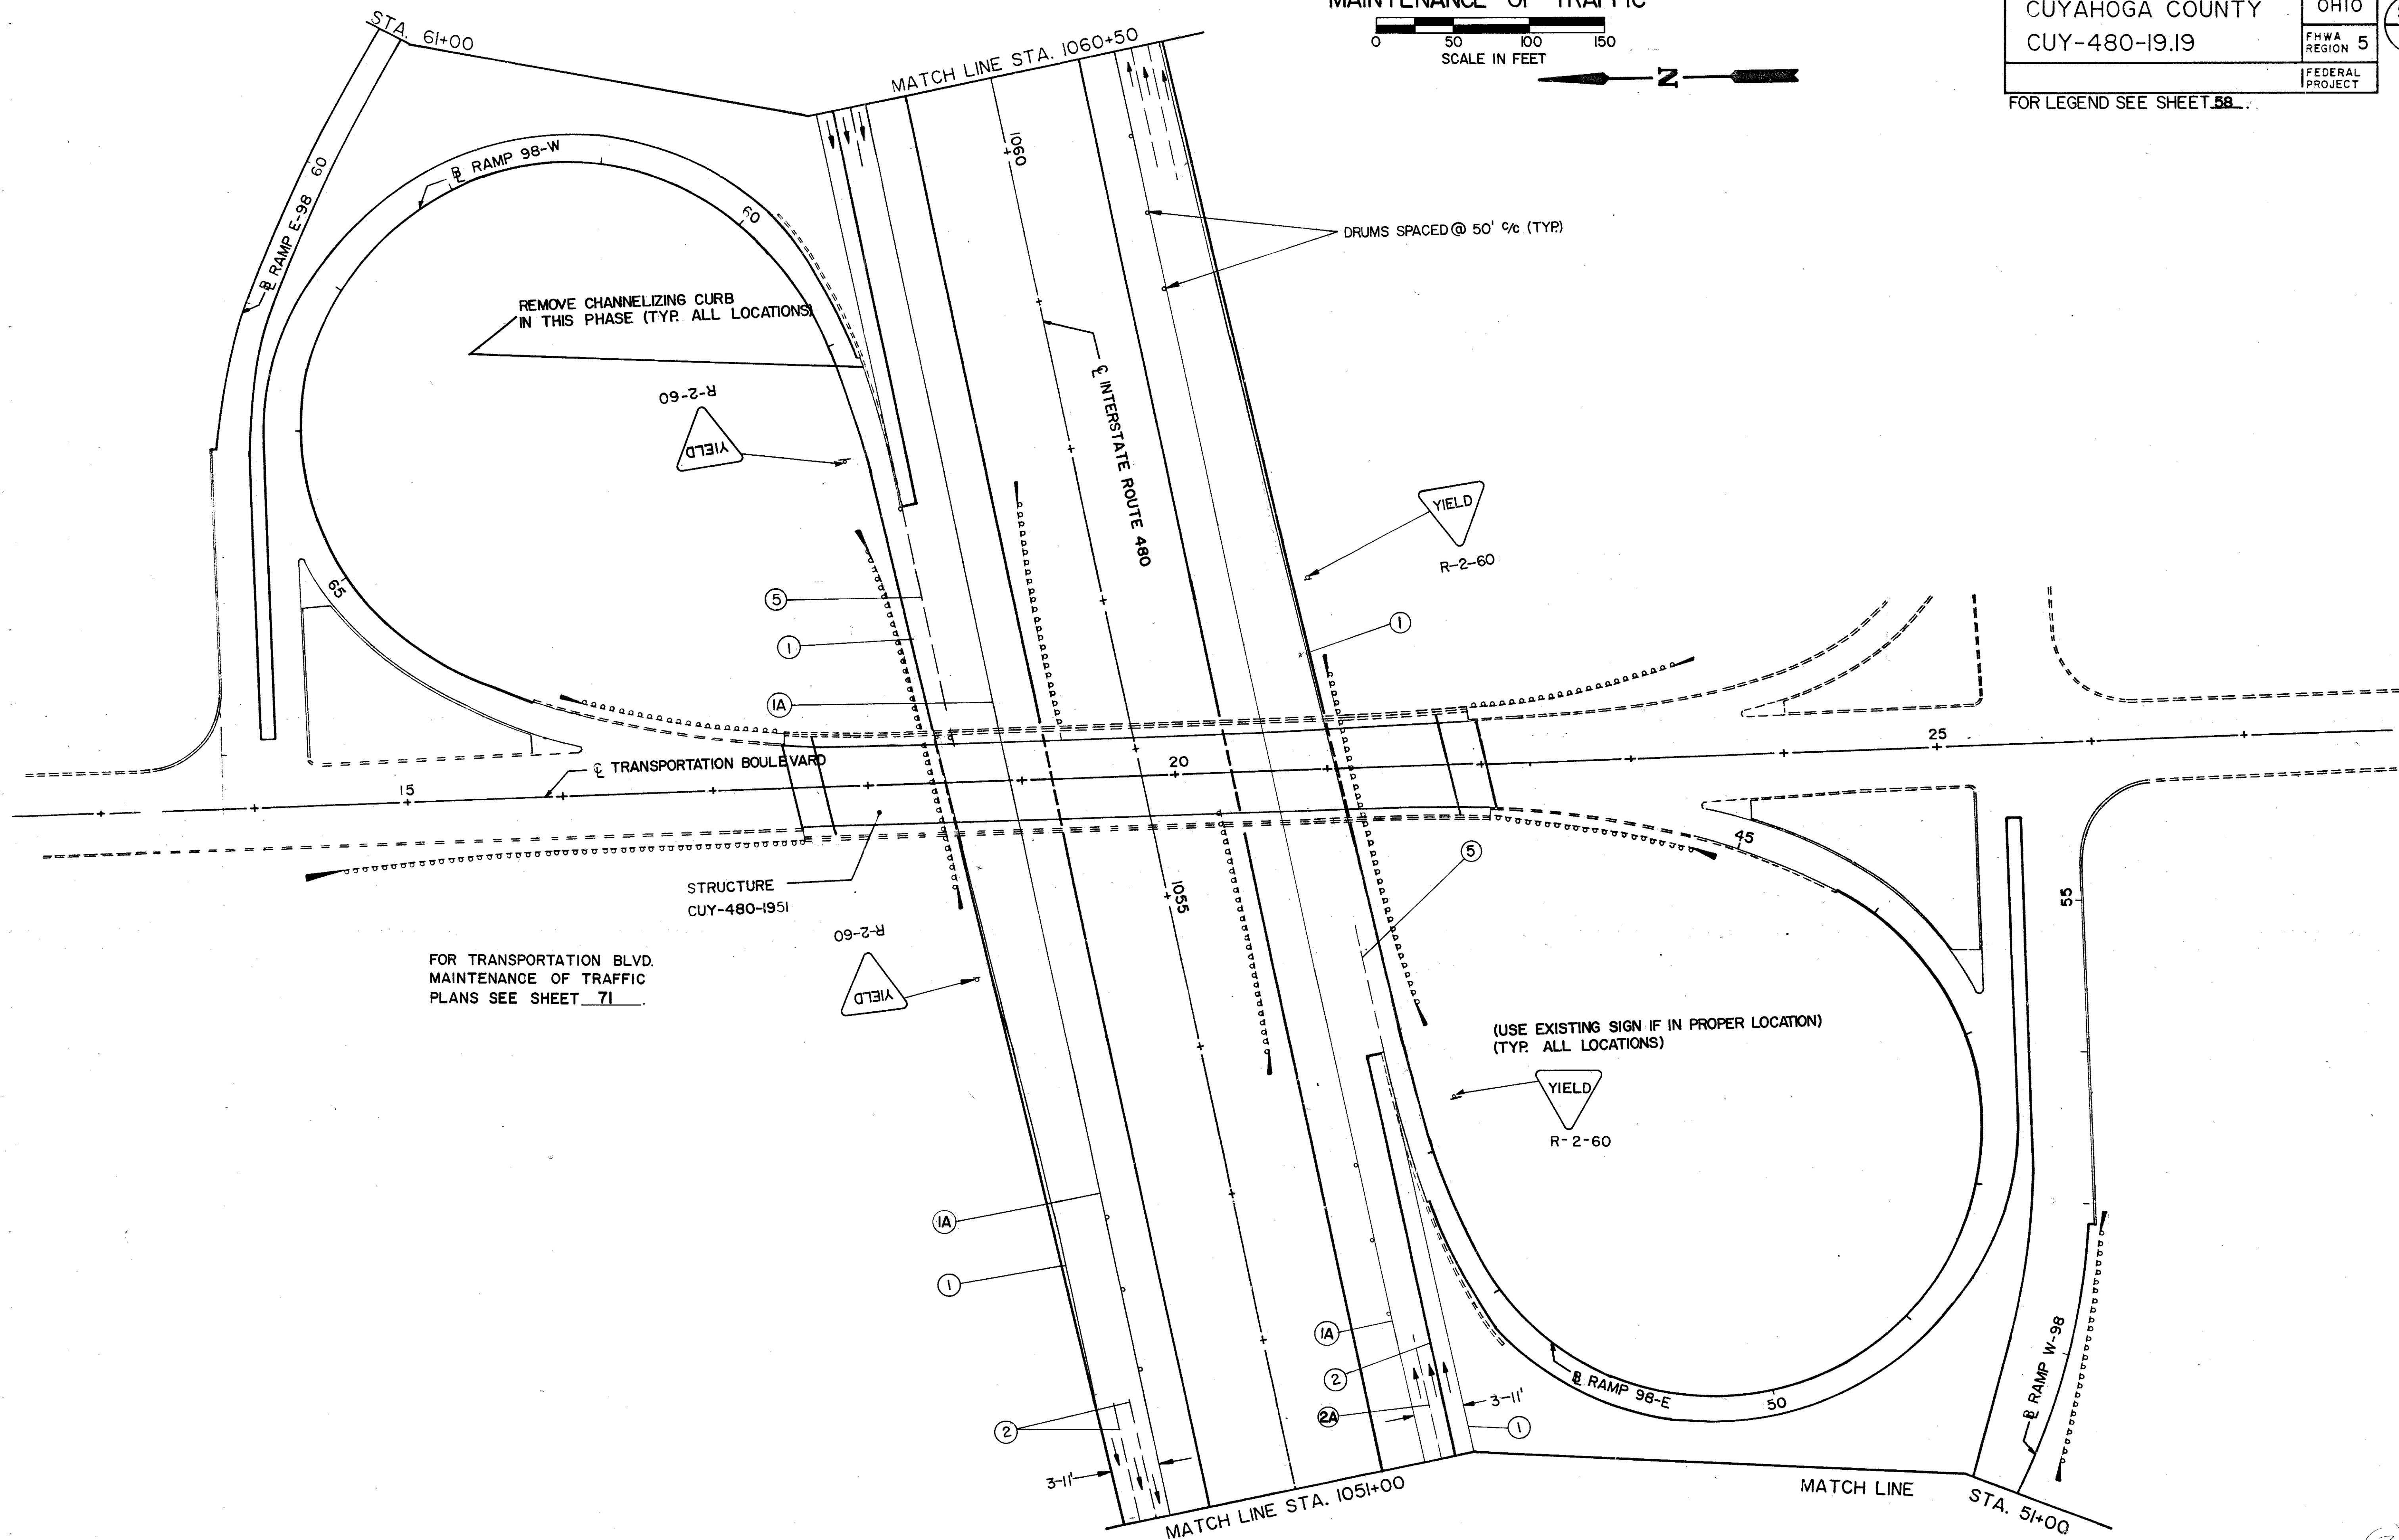 MAINTENANCE OF TRAFFIC
0 50 100 150
SCALE IN FEET
N
CUYAHOGA COUNTY
CUY-480-19.19
OHIO
FHWA
REGION 5
FEDERAL
PROJECT
FOR LEGEND SEE SHEET 58.
STA. 61+00
MATCH LINE STA. 1060+50
℄ RAMP E-98
60
℄ RAMP 98-W
60
65
1060
DRUMS SPACED @ 50' c/c (TYP.)
REMOVE CHANNELIZING CURB
IN THIS PHASE (TYP. ALL LOCATIONS)
R-2-60
YIELD
℄ INTERSTATE ROUTE 480
YIELD
R-2-60
5
1
1
1A
℄ TRANSPORTATION BOULEVARD
15
20
25
45
5
55
STRUCTURE
CUY-480-1951
1055
R-2-60
YIELD
FOR TRANSPORTATION BLVD.
MAINTENANCE OF TRAFFIC
PLANS SEE SHEET 71.
(USE EXISTING SIGN IF IN PROPER LOCATION)
(TYP. ALL LOCATIONS)
YIELD
R-2-60
1A
1
1A
2
2A
2
3-11'
3-11'
1
℄ RAMP 98-E
50
℄ RAMP W-98
MATCH LINE STA. 1051+00
MATCH LINE
STA. 51+00